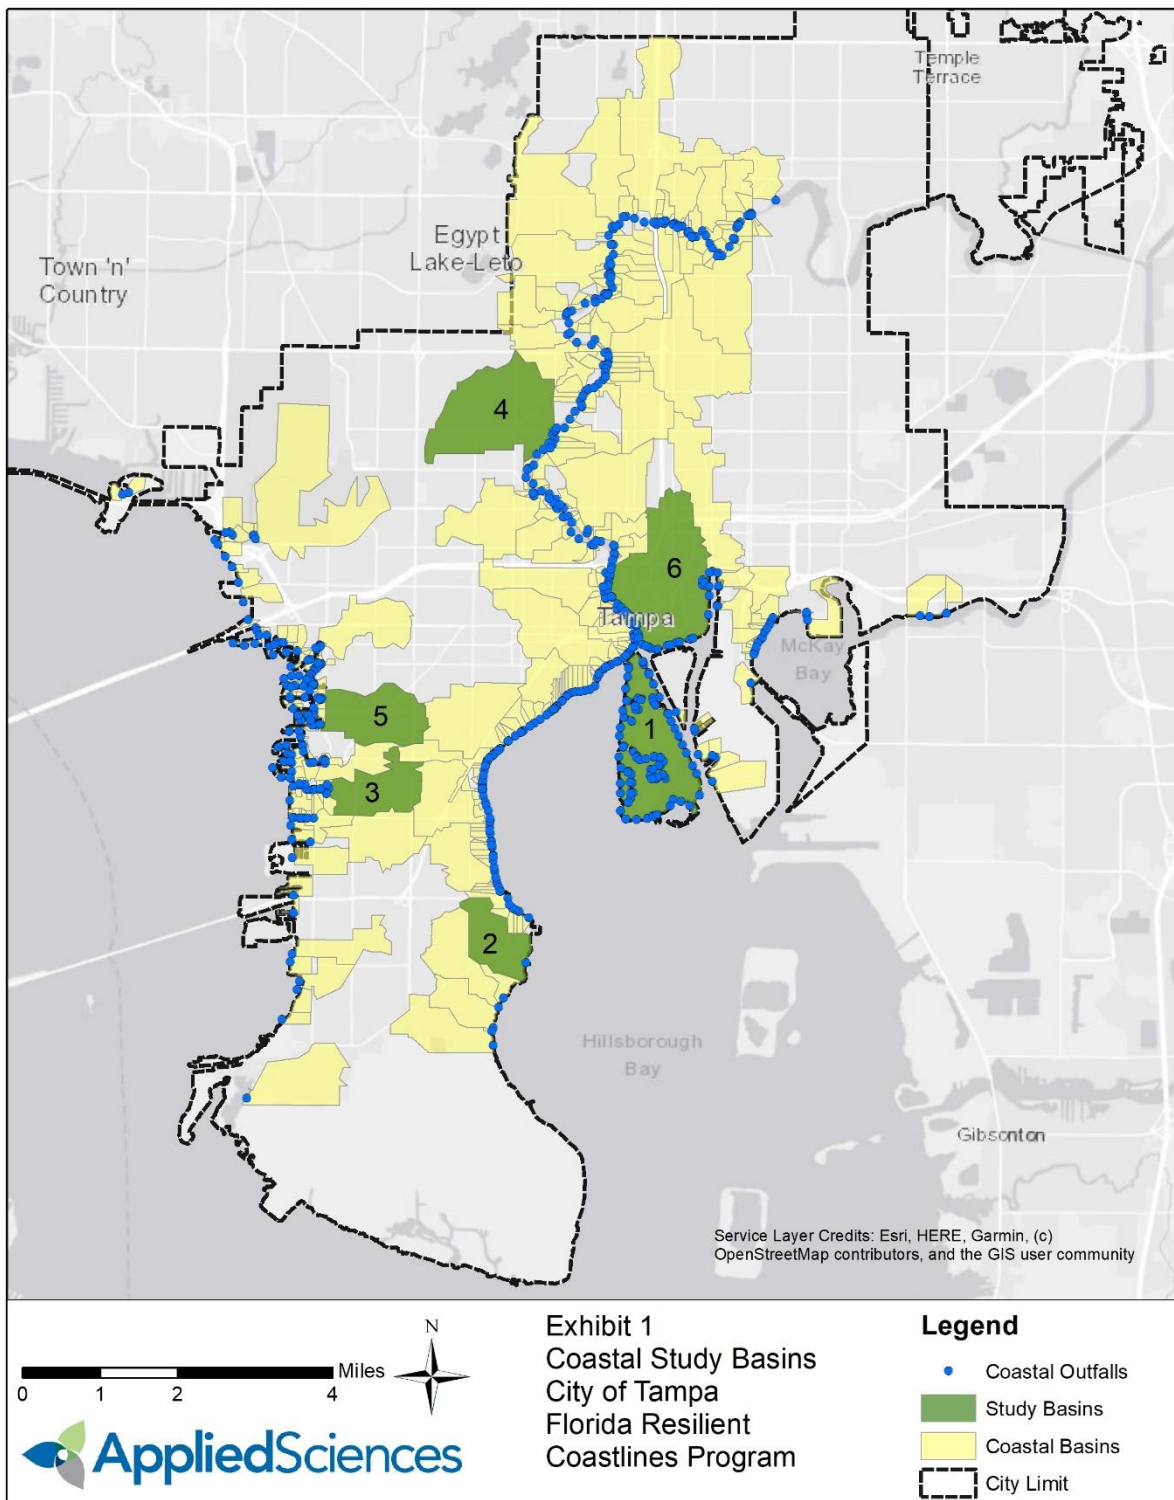 Temple
Terrace
Egypt
Lake-Leto
Town 'n'
Country
4
6
Tampa
McKay
Bay
5
1
3
2
Hillsborough
Bay
Gibsonton
Service Layer Credits: Esri, HERE, Garmin, (c)
OpenStreetMap contributors, and the GIS user community
N
Miles
0 1 2 4
AppliedSciences
Exhibit 1
Coastal Study Basins
City of Tampa
Florida Resilient
Coastlines Program
Legend
Coastal Outfalls
Study Basins
Coastal Basins
City Limit